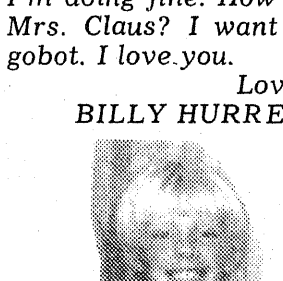 I'm doing fine. How
Mrs. Claus? I want
gobot. I love you.
Lov
BILLY HURRE